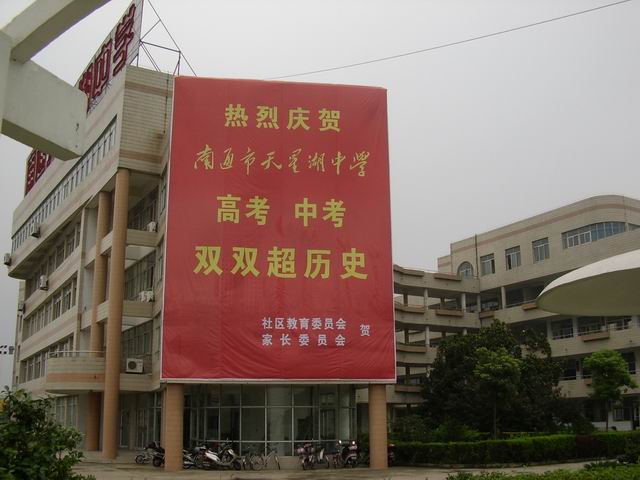 热烈庆贺
南通市天星湖中学
高考 中考
双双超历史
社区教育委员会
家长委员会 贺